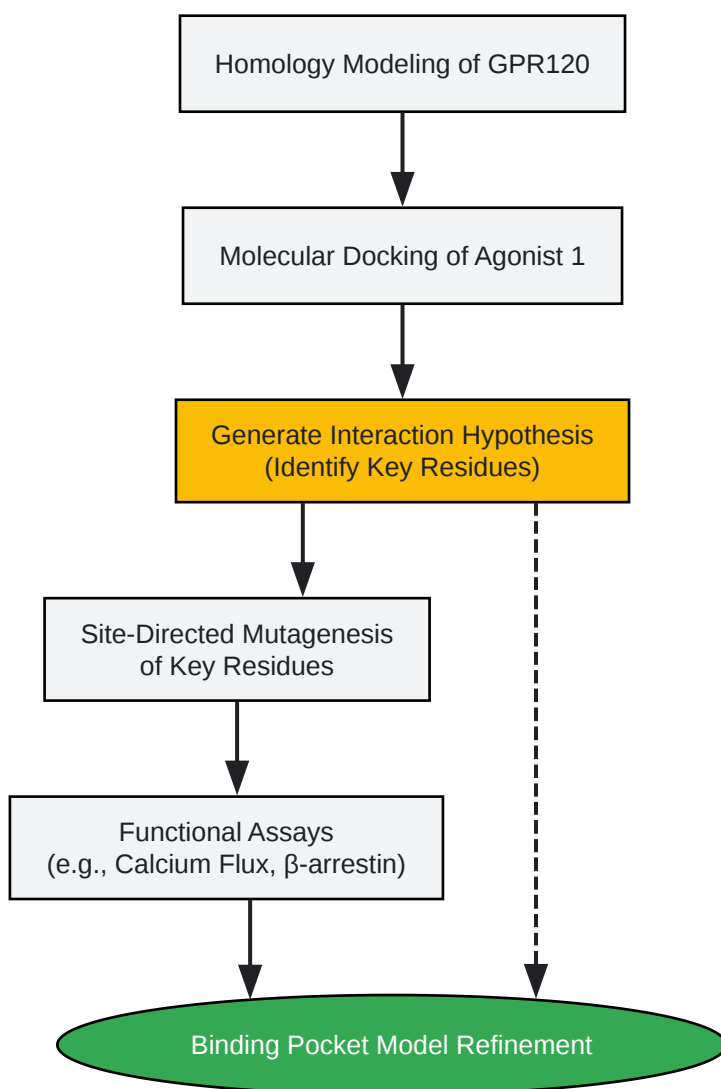 Homology Modeling of GPR120
Molecular Docking of Agonist 1
Generate Interaction Hypothesis
(Identify Key Residues)
Site-Directed Mutagenesis
of Key Residues
Functional Assays
(e.g., Calcium Flux, β-arrestin)
Binding Pocket Model Refinement